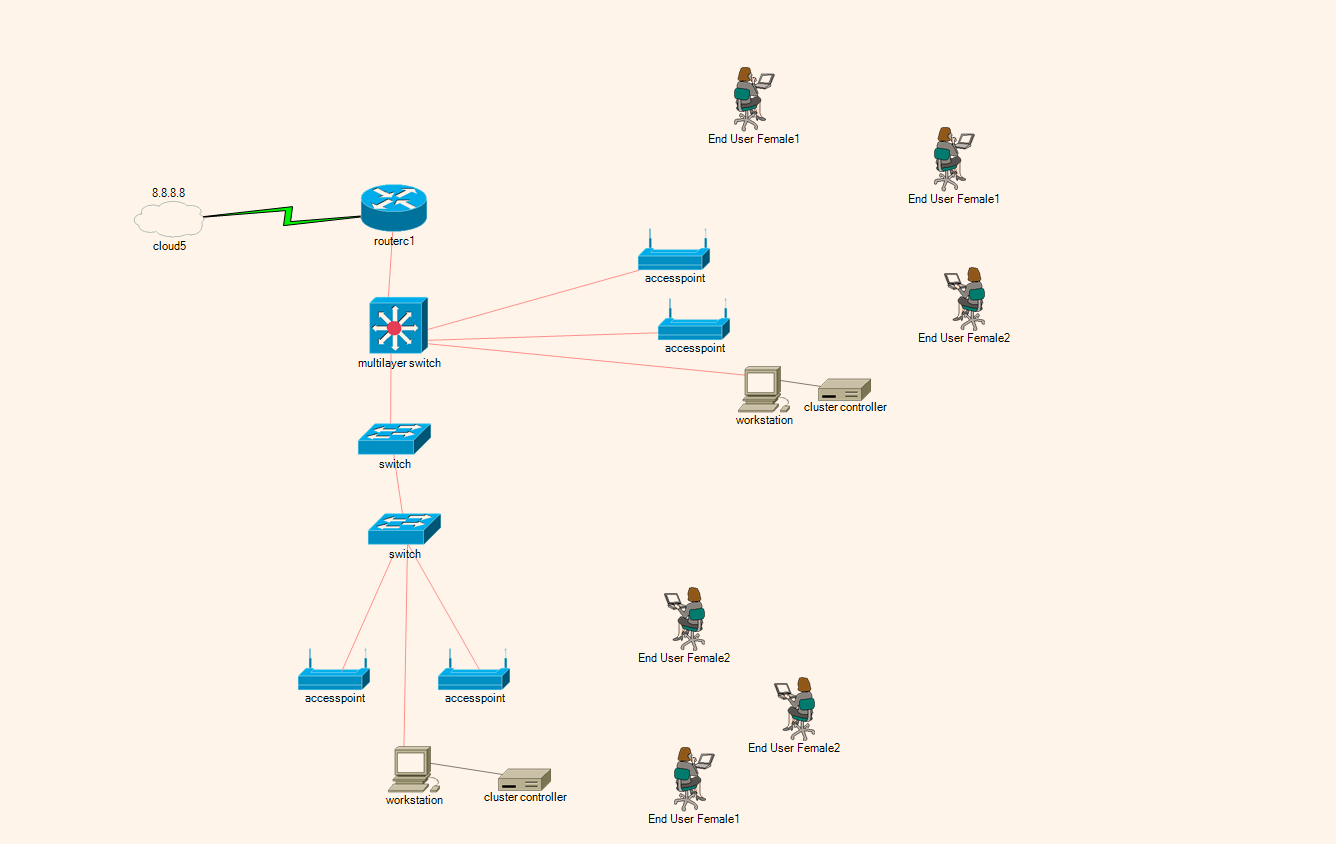 End User Female1
End User Female1
8.8.8.8
cloud5
routerc1
accesspoint
End User Female2
accesspoint
multilayer switch
workstation
cluster controller
switch
switch
End User Female2
accesspoint
accesspoint
End User Female2
workstation
cluster controller
End User Female1